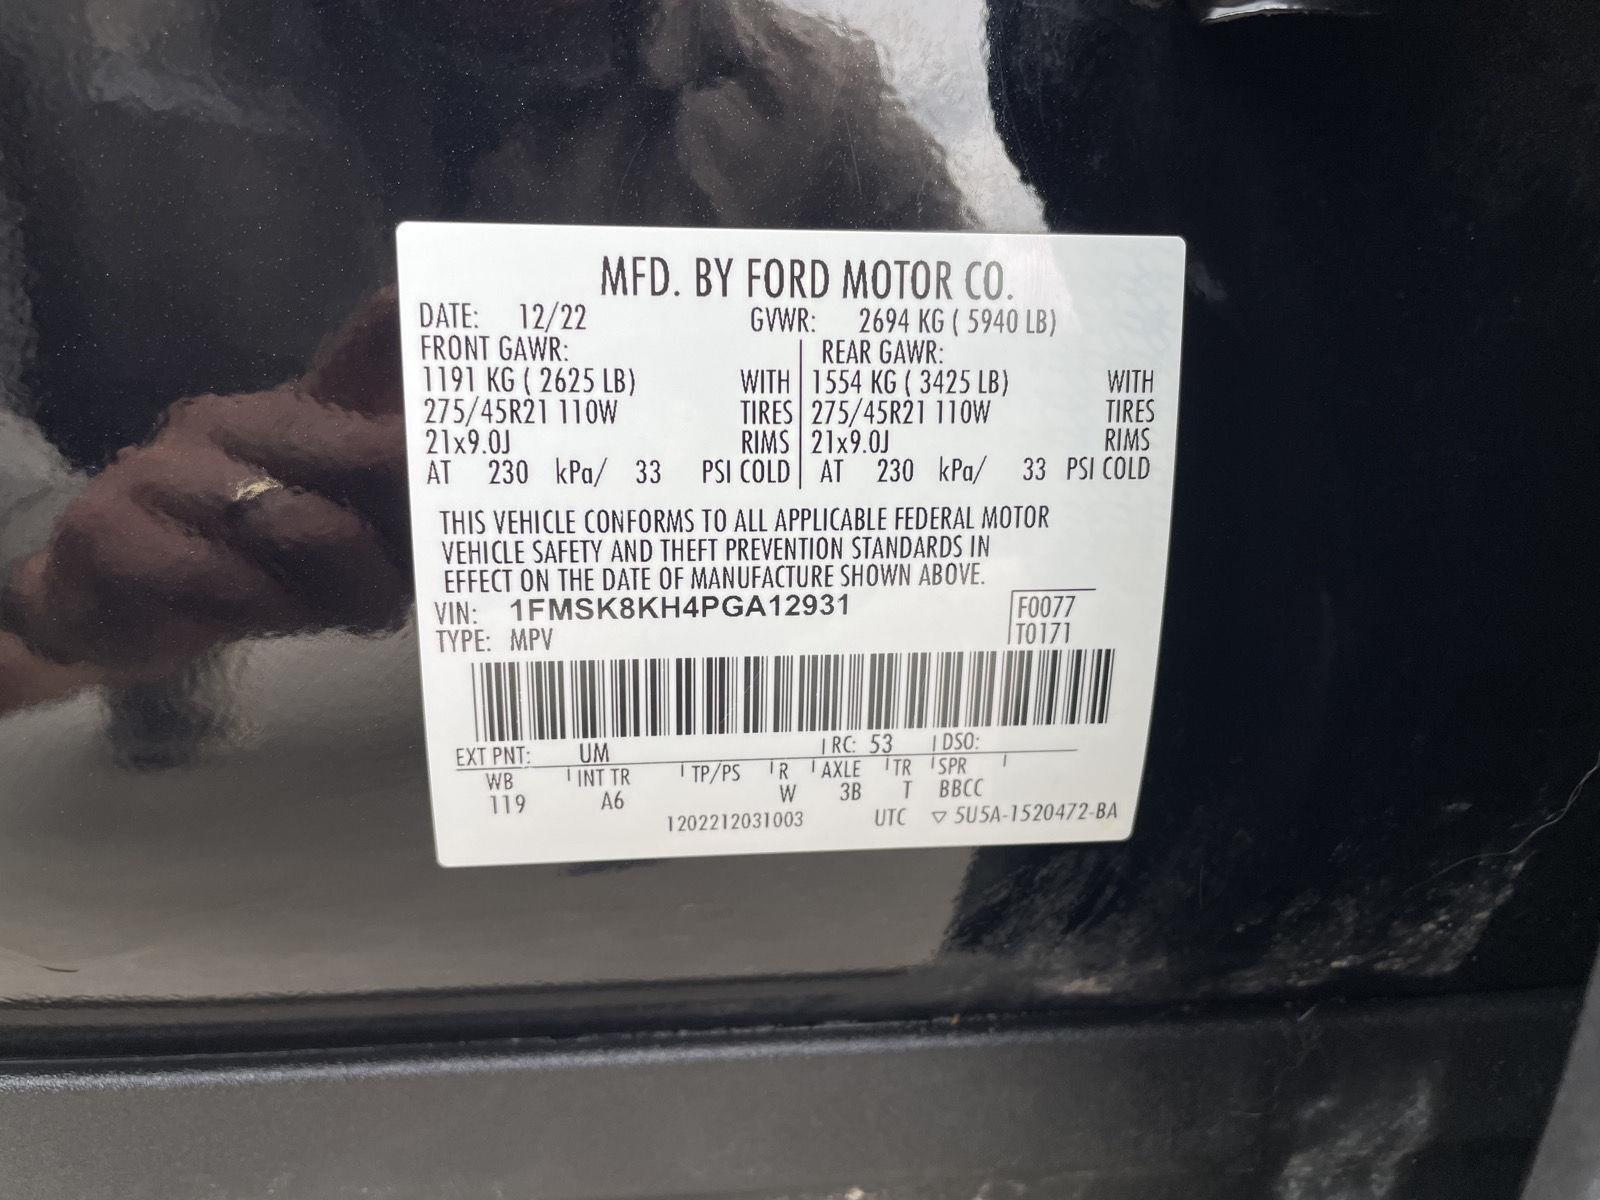 MFD. BY FORD MOTOR CO.
DATE: 12/22 GVWR: 2694 KG ( 5940 LB)
FRONT GAWR: REAR GAWR:
1191 KG ( 2625 LB) WITH 1554 KG ( 3425 LB) WITH
275/45R21 110W TIRES 275/45R21 110W TIRES
21x9.0J RIMS 21x9.0J RIMS
AT 230 kPa/ 33 PSI COLD AT 230 kPa/ 33 PSI COLD
THIS VEHICLE CONFORMS TO ALL APPLICABLE FEDERAL MOTOR
VEHICLE SAFETY AND THEFT PREVENTION STANDARDS IN
EFFECT ON THE DATE OF MANUFACTURE SHOWN ABOVE.
VIN: 1FMSK8KH4PGA12931 F0077
TYPE: MPV T0171
EXT PNT: UM RC: 53 DSO:
WB INT TR TP/PS R AXLE TR SPR
119 A6 W 3B T BBCC
1202212031003 UTC ▽ 5U5A-1520472-BA